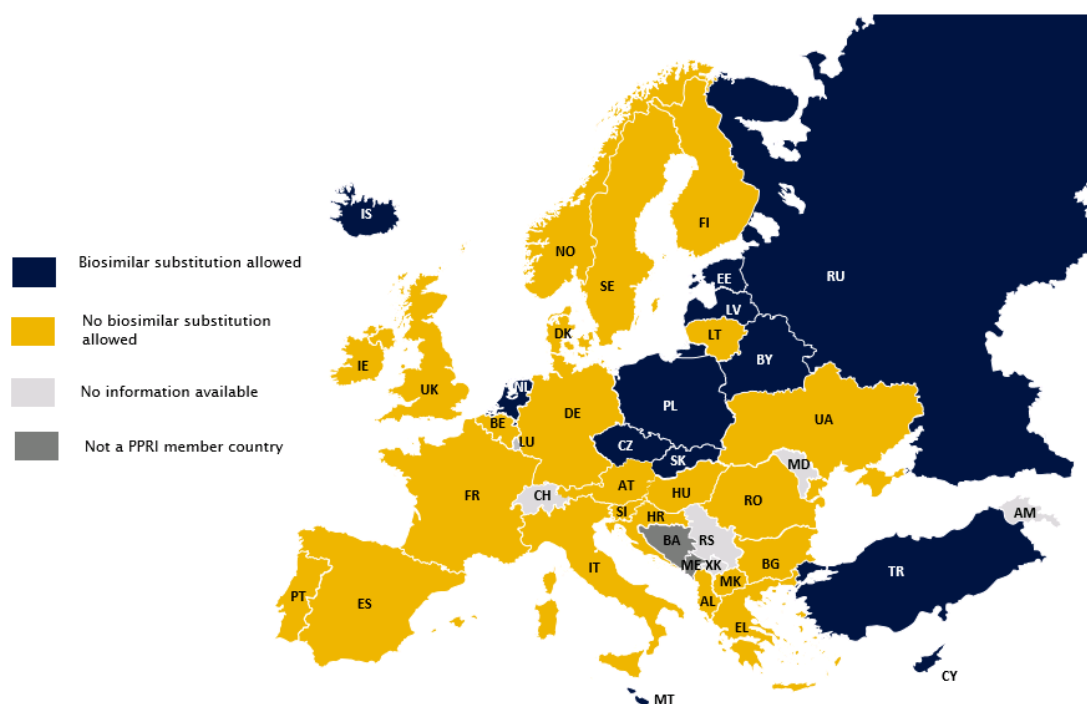 IS
Biosimilar substitution allowed
No biosimilar substitution
allowed
No information available
Not a PPRI member country
NO
SE
FI
RU
EE
LV
LT
BY
DK
IE
UK
NL
BE
LU
DE
PL
CZ
SK
UA
MD
FR
CH
AT
HU
RO
SI
HR
BA
RS
ME
XK
IT
BG
MK
AL
EL
PT
ES
AM
TR
CY
MT